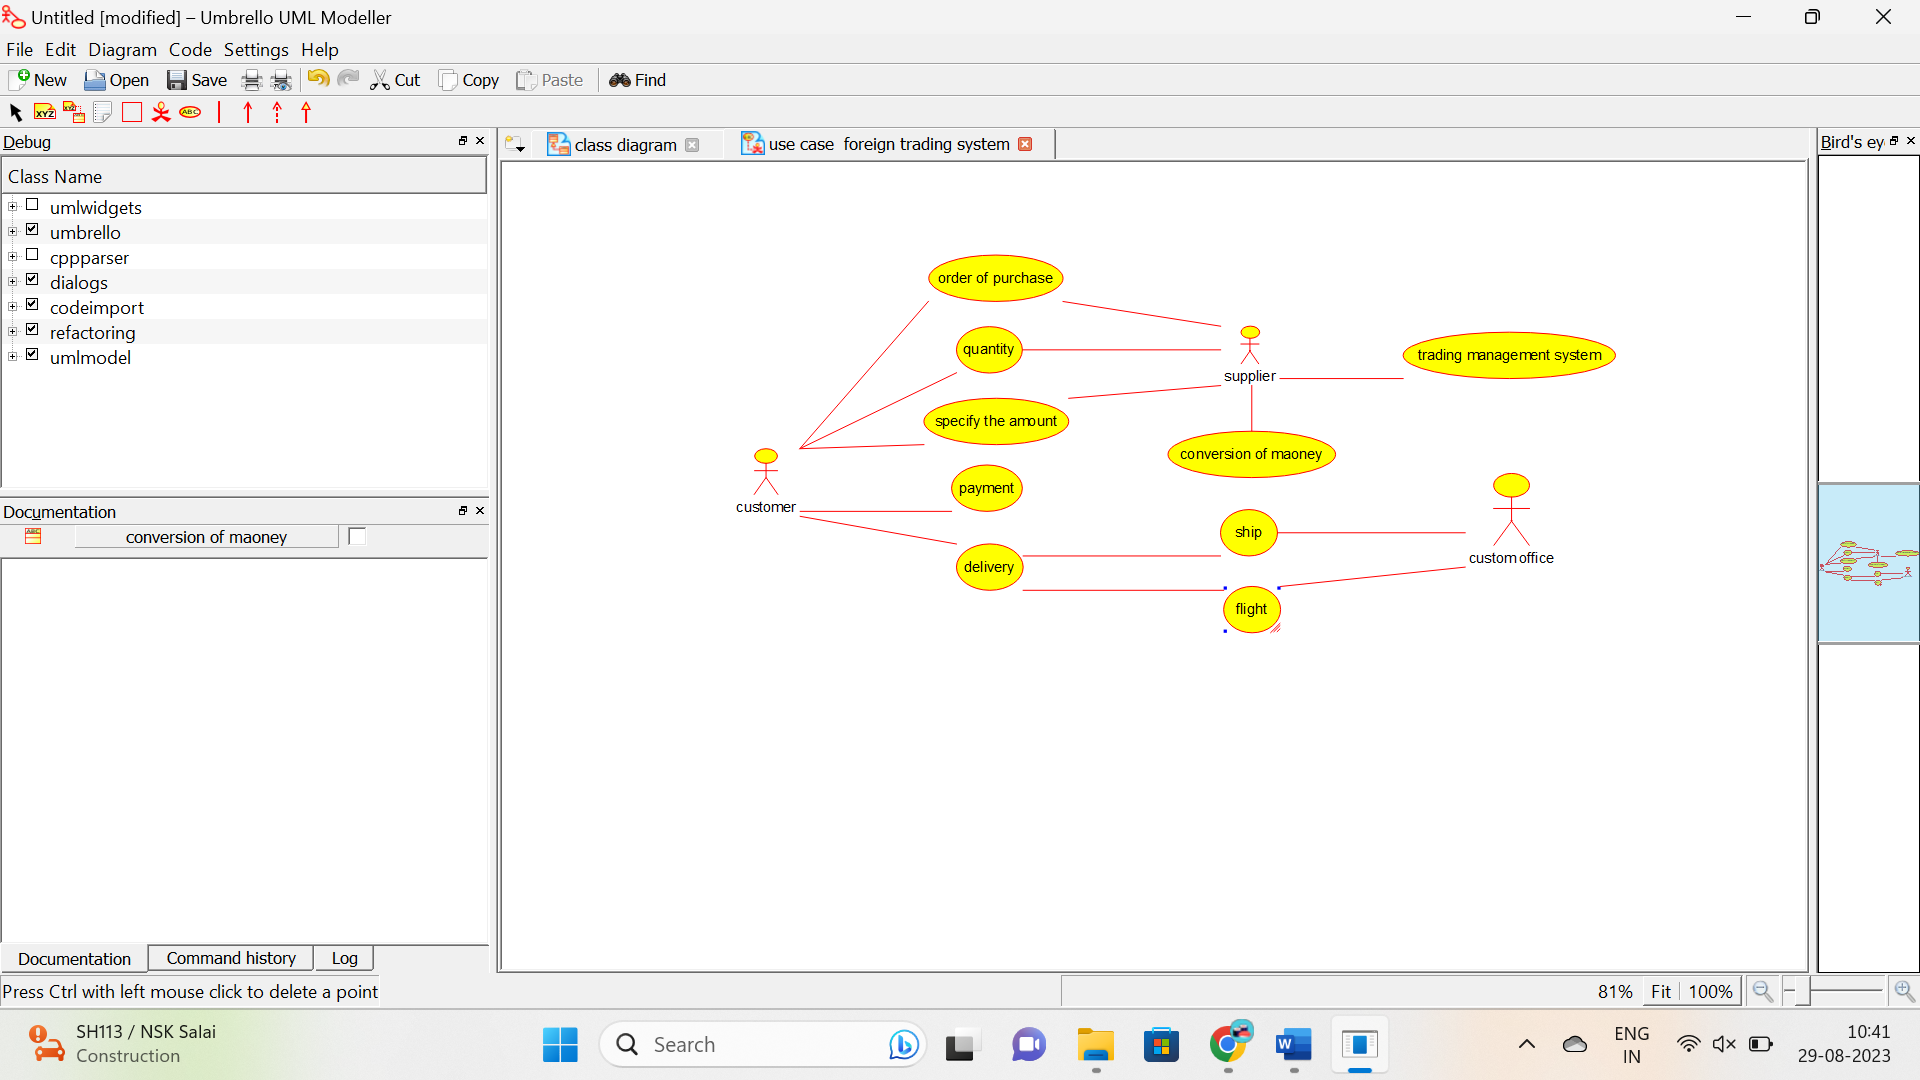 Untitled [modified] – Umbrello UML Modeller
File Edit Diagram Code Settings Help
New Open Save Cut Copy Paste Find
XYZ XYZ ABC
Debug
class diagram
use case foreign trading system
Bird's ey
Class Name
umlwidgets
umbrello
cppparser
dialogs
codeimport
refactoring
umlmodel
order of purchase
quantity
supplier
trading management system
specify the amount
conversion of maoney
customer
payment
ship
custom office
delivery
flight
Documentation
conversion of maoney
Documentation Command history Log
Press Ctrl with left mouse click to delete a point
81% Fit 100%
SH113 / NSK Salai
Construction
Search
W
ENG
IN
10:41
29-08-2023